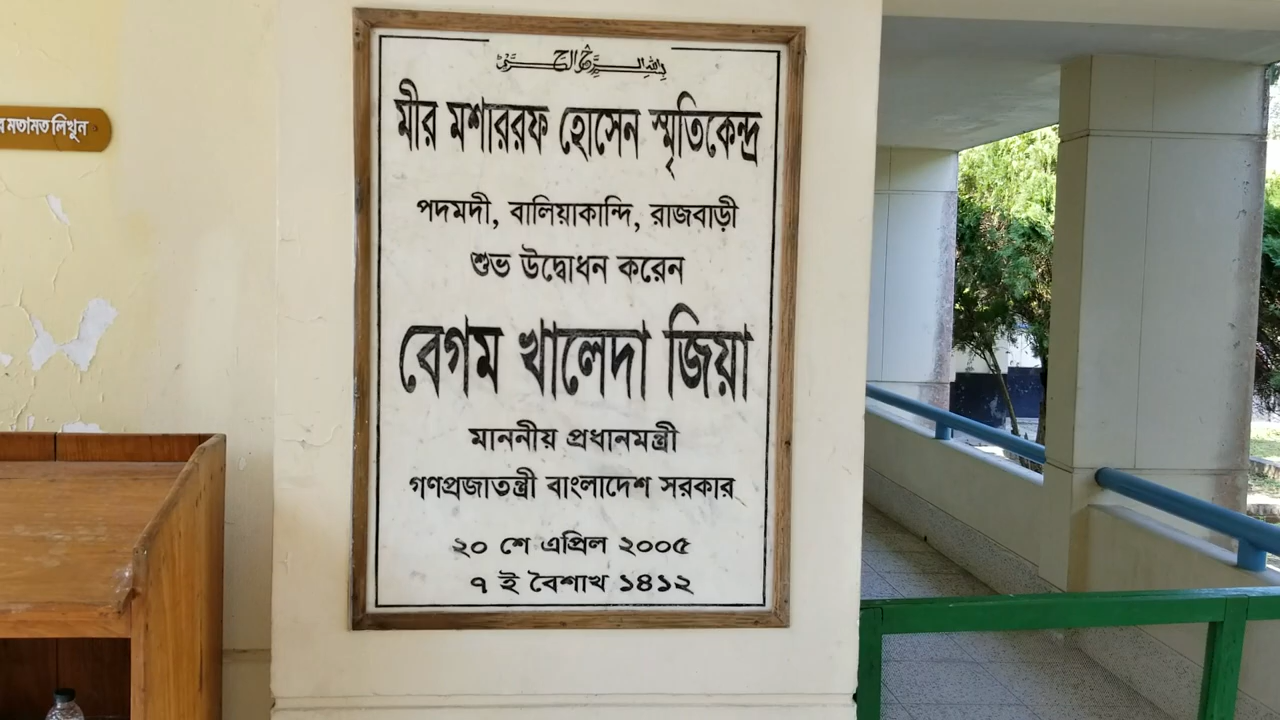 মতামত লিখুন
﷽
মীর মশাররফ হোসেন স্মৃতিকেন্দ্র
পদমদী, বালিয়াকান্দি, রাজবাড়ী
শুভ উদ্বোধন করেন
বেগম খালেদা জিয়া
মাননীয় প্রধানমন্ত্রী
গণপ্রজাতন্ত্রী বাংলাদেশ সরকার
২০ শে এপ্রিল ২০০৫
৭ ই বৈশাখ ১৪১২